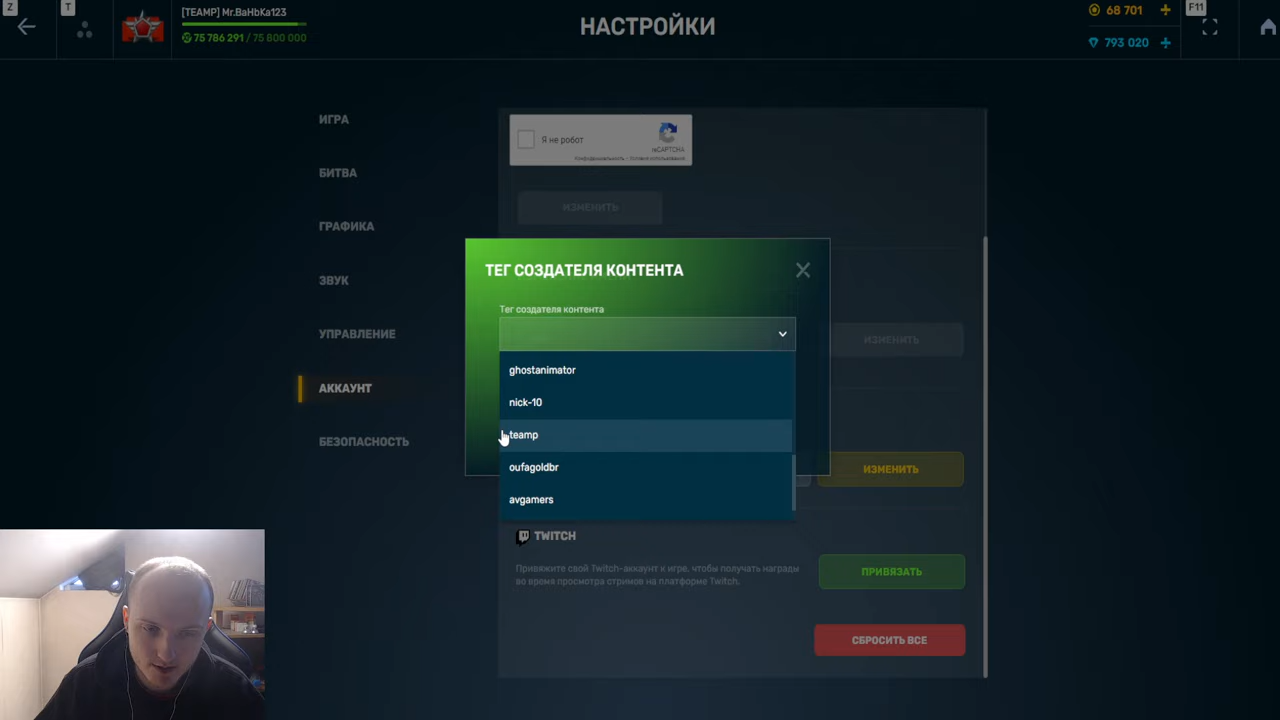 Z
T
[TEAMP] Mr.BaHbKa123
75 786 291 / 75 800 000
НАСТРОЙКИ
68 701
793 020
F11
ИГРА
БИТВА
ГРАФИКА
ЗВУК
УПРАВЛЕНИЕ
АККАУНТ
БЕЗОПАСНОСТЬ
Я не робот
reCAPTCHA
Конфиденциальность - Условия использования
ИЗМЕНИТЬ
ТЕГ СОЗДАТЕЛЯ КОНТЕНТА
Тег создателя контента
ghostanimator
nick-10
teamp
oufagoldbr
avgamers
ИЗМЕНИТЬ
ИЗМЕНИТЬ
TWITCH
Привяжите свой Twitch-аккаунт к игре, чтобы получать награды
во время просмотра стримов на платформе Twitch.
ПРИВЯЗАТЬ
СБРОСИТЬ ВСЕ